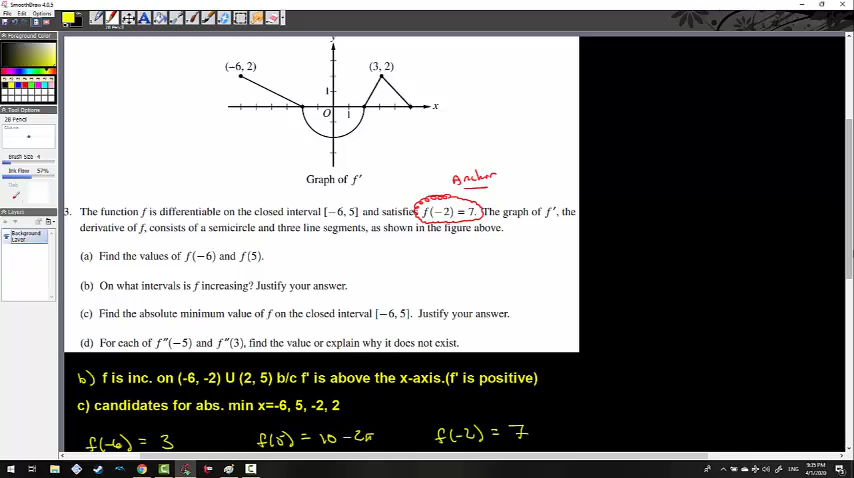 SmoothDraw 4.0.5
File Edit Options
Foreground Color
Tool Options
2B Pencil
Brush Size 4
Ink Flow 57%
Layers
Background
Layer
y
(−6, 2) (3, 2)
1
O 1 x
Graph of f′
Anchor
3. The function f is differentiable on the closed interval [−6, 5] and satisfies f(−2) = 7. The graph of f′, the
derivative of f, consists of a semicircle and three line segments, as shown in the figure above.
(a) Find the values of f(−6) and f(5).
(b) On what intervals is f increasing? Justify your answer.
(c) Find the absolute minimum value of f on the closed interval [−6, 5]. Justify your answer.
(d) For each of f″(−5) and f″(3), find the value or explain why it does not exist.
b) f is inc. on (-6, -2) U (2, 5) b/c f' is above the x-axis.(f' is positive)
c) candidates for abs. min x=-6, 5, -2, 2
f(-6) = 3 f(5) = 10 - 2π f(-2) = 7
ENG 9:35 PM
4/1/2020